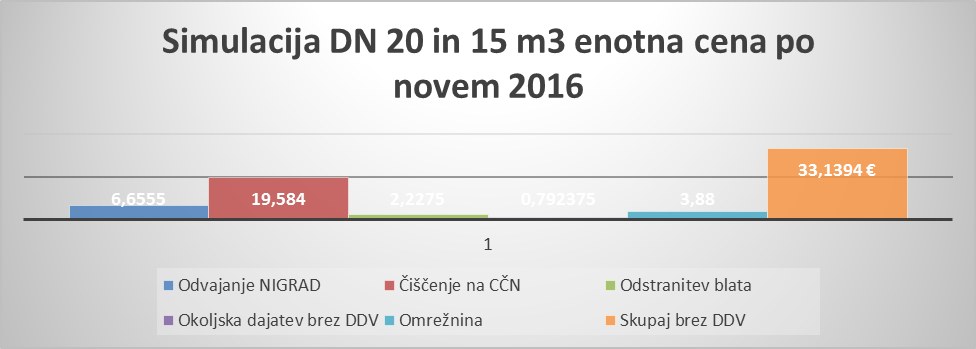 Simulacija DN 20 in 15 m3 enotna cena po
novem 2016
6,6555 19,584 2,2275 0,792375 3,88 33,1394 €
1
Odvajanje NIGRAD Čiščenje na CČN Odstranitev blata
Okoljska dajatev brez DDV Omrežnina Skupaj brez DDV